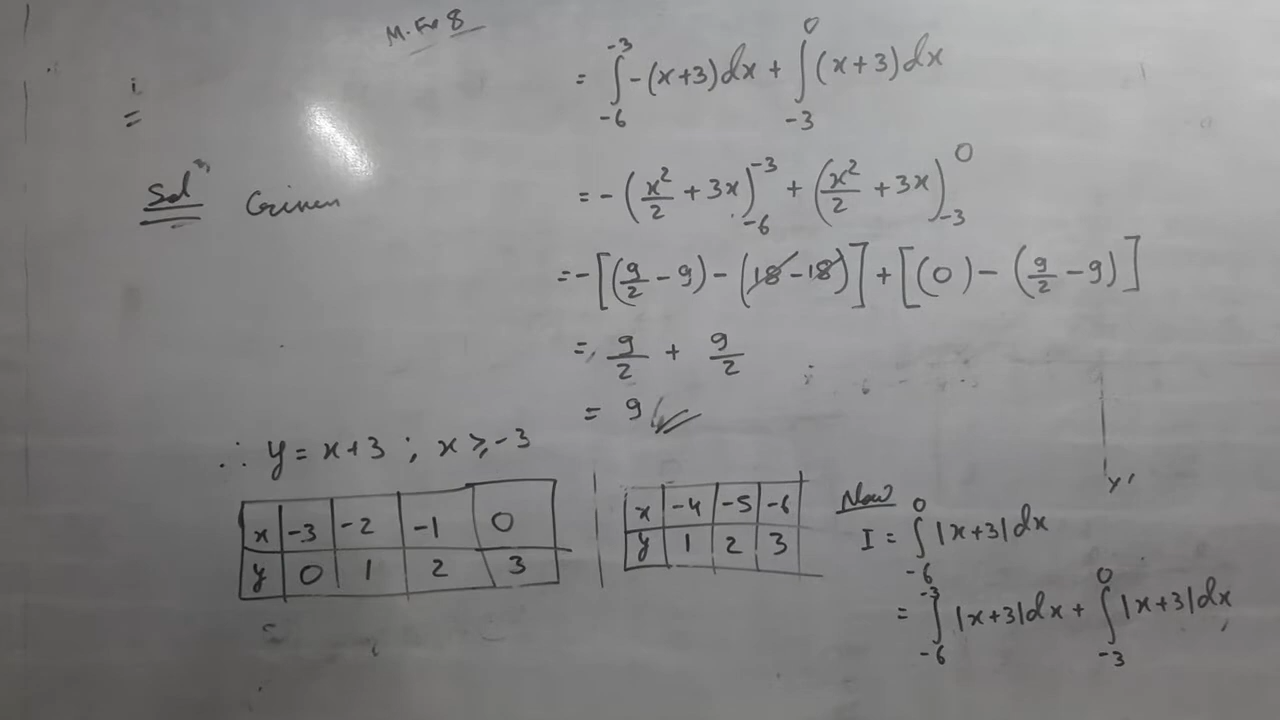 M.Ex 8
i
Solⁿ Given
= ∫_{-6}^{-3} -(x+3)dx + ∫_{-3}^{0} (x+3)dx
= -(x²/2 + 3x)_{-6}^{-3} + (x²/2 + 3x)_{-3}^{0}
= -[(9/2 - 9) - (18 - 18)] + [(0) - (9/2 - 9)]
= 9/2 + 9/2
= 9
∴ y = x+3 ; x ≥ -3
x -3 -2 -1 0
y 0 1 2 3
x -4 -5 -6
y 1 2 3
y'
Now
I = ∫_{-6}^{0} |x+3|dx
= ∫_{-6}^{-3} |x+3|dx + ∫_{-3}^{0} |x+3|dx